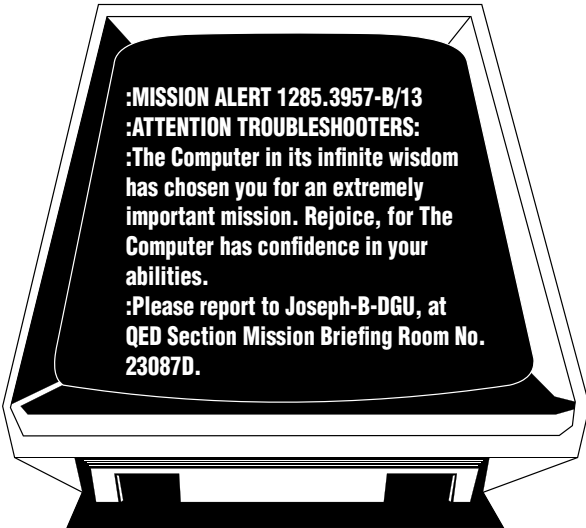 :MISSION ALERT 1285.3957-B/13
:ATTENTION TROUBLESHOOTERS:
:The Computer in its infinite wisdom
has chosen you for an extremely
important mission. Rejoice, for The
Computer has confidence in your
abilities.
:Please report to Joseph-B-DGU, at
QED Section Mission Briefing Room No.
23087D.